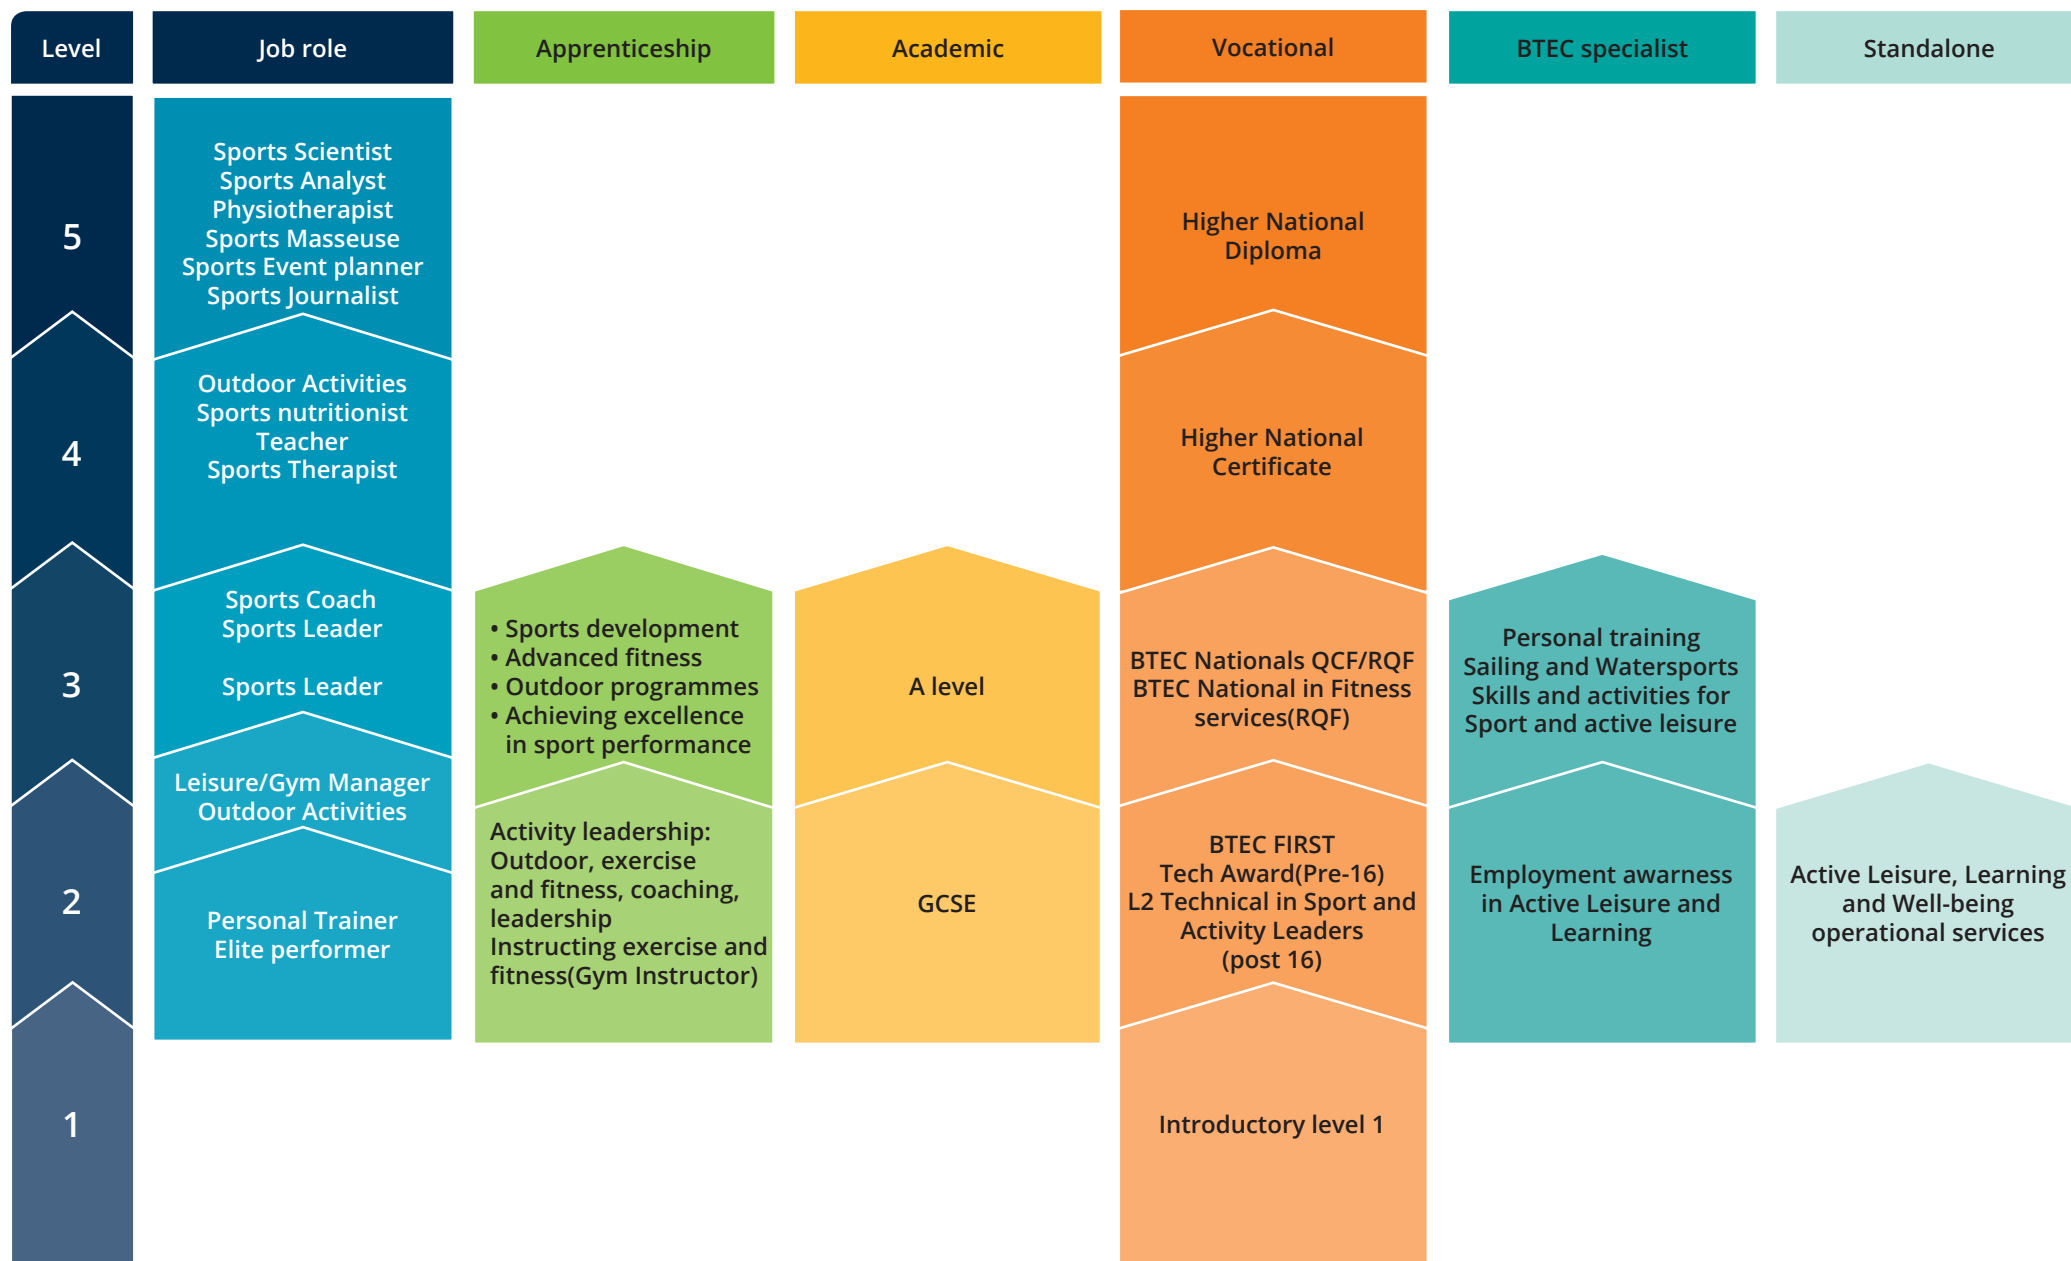 Level
Job role
Apprenticeship
Academic
Vocational
BTEC specialist
Standalone
5
Sports Scientist
Sports Analyst
Physiotherapist
Sports Masseuse
Sports Event planner
Sports Journalist
Higher National
Diploma
4
Outdoor Activities
Sports nutritionist
Teacher
Sports Therapist
Higher National
Certificate
3
Sports Coach
Sports Leader
Sports Leader
• Sports development
• Advanced fitness
• Outdoor programmes
• Achieving excellence
in sport performance
A level
BTEC Nationals QCF/RQF
BTEC National in Fitness
services(RQF)
Personal training
Sailing and Watersports
Skills and activities for
Sport and active leisure
2
Leisure/Gym Manager
Outdoor Activities
Personal Trainer
Elite performer
Activity leadership:
Outdoor, exercise
and fitness, coaching,
leadership
Instructing exercise and
fitness(Gym Instructor)
GCSE
BTEC FIRST
Tech Award(Pre-16)
L2 Technical in Sport and
Activity Leaders
(post 16)
Employment awarness
in Active Leisure and
Learning
Active Leisure, Learning
and Well-being
operational services
1
Introductory level 1